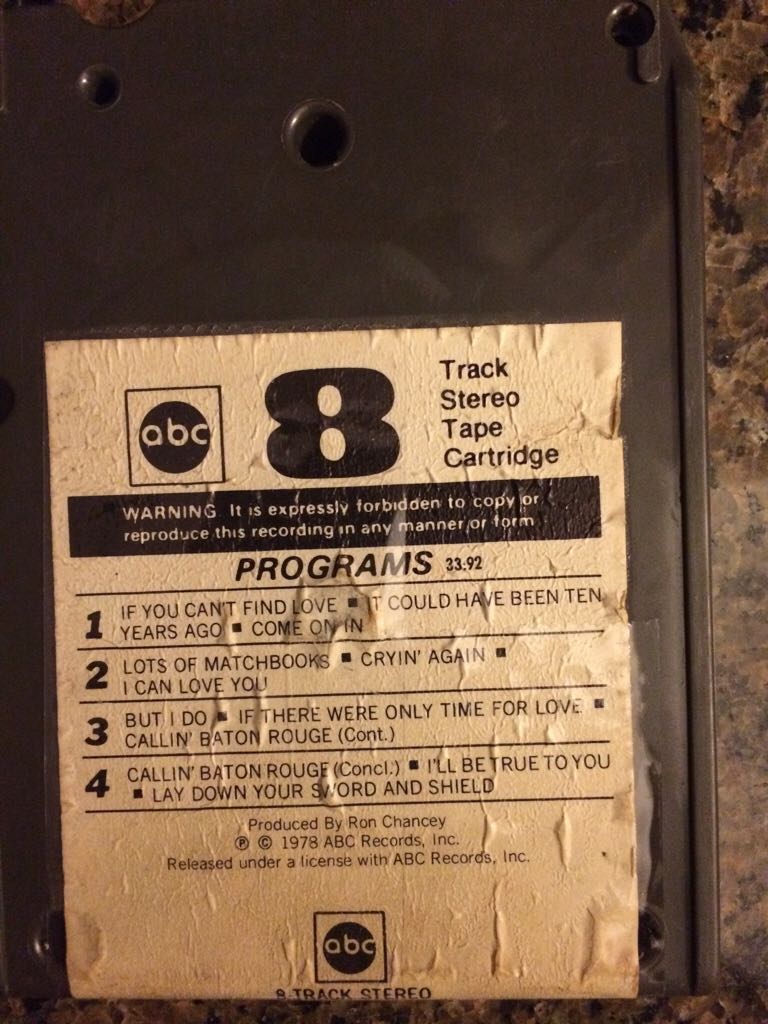 abc
8
Track
Stereo
Tape
Cartridge
WARNING. It is expressly forbidden to copy or
reproduce this recording in any manner or form
PROGRAMS 33:92
1 IF YOU CAN'T FIND LOVE ▪ IT COULD HAVE BEEN TEN
YEARS AGO ▪ COME ON IN
2 LOTS OF MATCHBOOKS ▪ CRYIN' AGAIN ▪
I CAN LOVE YOU
3 BUT I DO ▪ IF THERE WERE ONLY TIME FOR LOVE ▪
CALLIN' BATON ROUGE (Cont.)
4 CALLIN' BATON ROUGE (Concl.) ▪ I'LL BE TRUE TO YOU
▪ LAY DOWN YOUR SWORD AND SHIELD
Produced By Ron Chancey
℗ © 1978 ABC Records, Inc.
Released under a license with ABC Records, Inc.
abc
8 TRACK STEREO